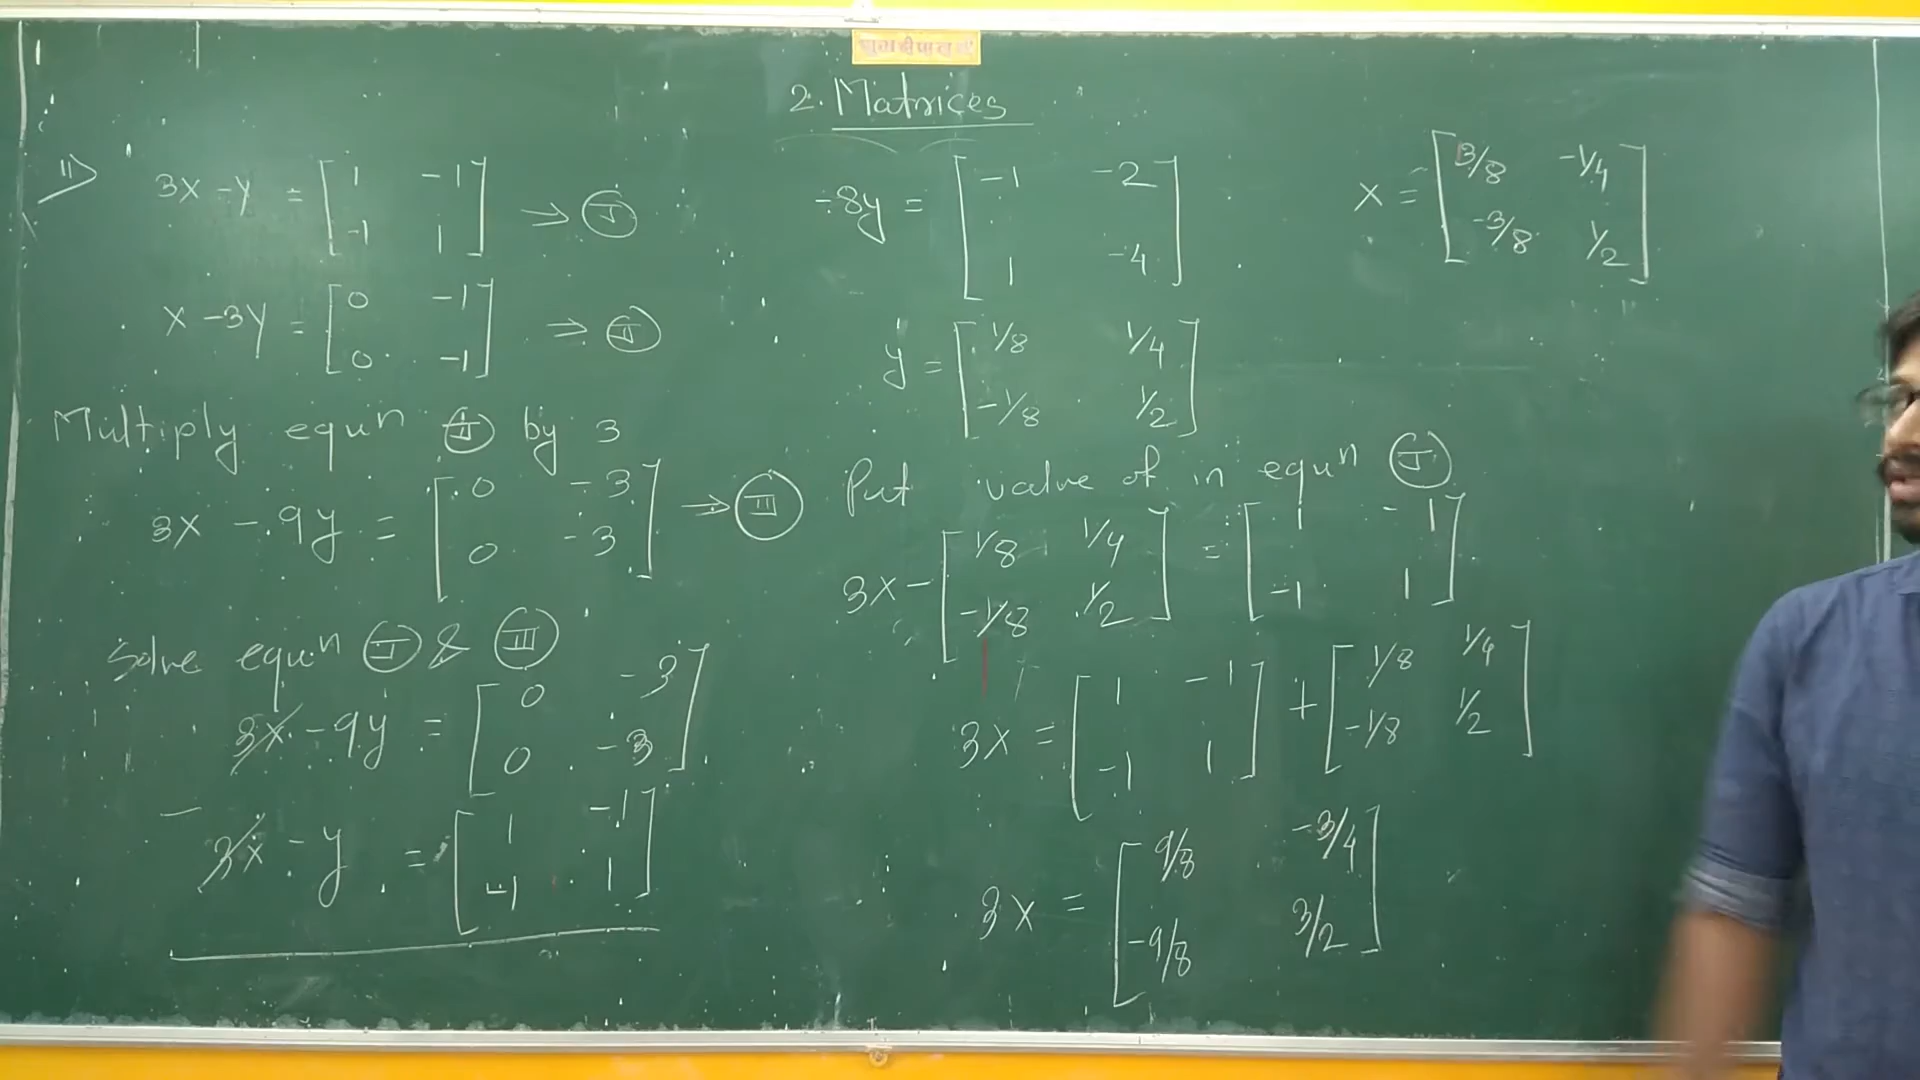 गुरुवी पावलची
2. Matrices
11) 3X - Y = [1 -1; -1 1] → (I)
X - 3Y = [0 -1; 0 -1] ⇒ (II)
Multiply equn (II) by 3
3X - 9y = [0 -3; 0 -3] → (III)
Solve equn (I) & (III)
3x - 9y = [0 -3; 0 -3]
- 3x - y = [1 -1; -1 1]
-8y = [-1 -2; 1 -4]
y = [1/8 1/4; -1/8 1/2]
Put value of in equn (I)
3X - [1/8 1/4; -1/8 1/2] = [1 -1; -1 1]
3X = [1 -1; -1 1] + [1/8 1/4; -1/8 1/2]
3X = [9/8 -3/4; -9/8 3/2]
X = [3/8 -1/4; -3/8 1/2]